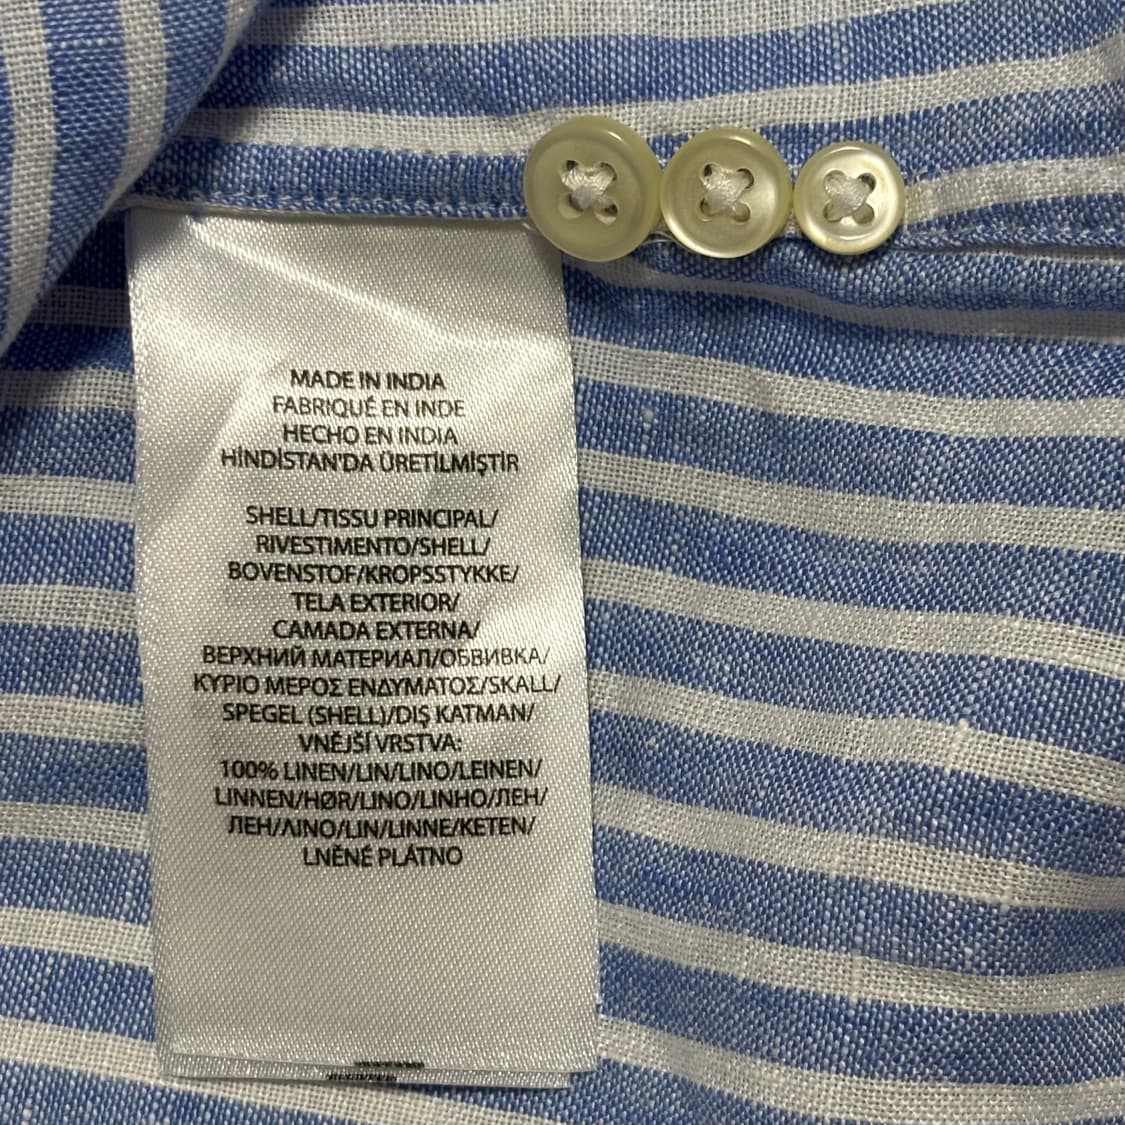 MADE IN INDIA
FABRIQUÉ EN INDE
HECHO EN INDIA
HİNDİSTAN'DA ÜRETİLMİŞTİR
SHELL/TISSU PRINCIPAL/
RIVESTIMENTO/SHELL/
BOVENSTOF/KROPSSTYKKE/
TELA EXTERIOR/
CAMADA EXTERNA/
ВЕРХНИЙ МАТЕРИАЛ/ОБВИВКА/
ΚΥΡΙΟ ΜΕΡΟΣ ΕΝΔΥΜΑΤΟΣ/SKALL/
SPEGEL (SHELL)/DIŞ KATMAN/
VNĚJŠÍ VRSTVA:
100% LINEN/LIN/LINO/LEINEN/
LINNEN/HØR/LINO/LINHO/ЛЕН/
ЛЕН/ΛΙΝΟ/LIN/LINNE/KETEN/
LNĚNÉ PLÁTNO